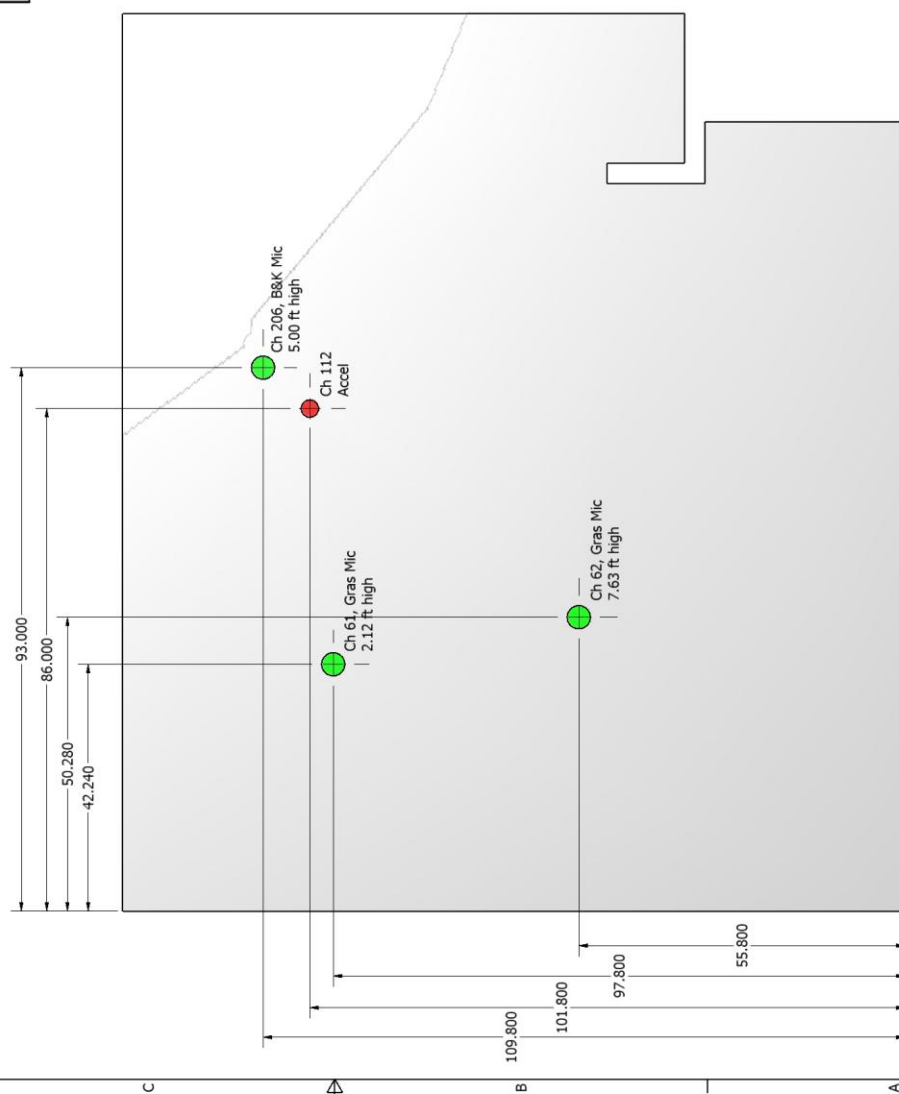 93.000
86.000
50.280
42.240
Ch 206, B&K Mic
5.00 ft high
Ch 112
Accel
Ch 61, Gras Mic
2.12 ft high
Ch 62, Gras Mic
7.63 ft high
109.800
101.800
97.800
55.800
C
B
A